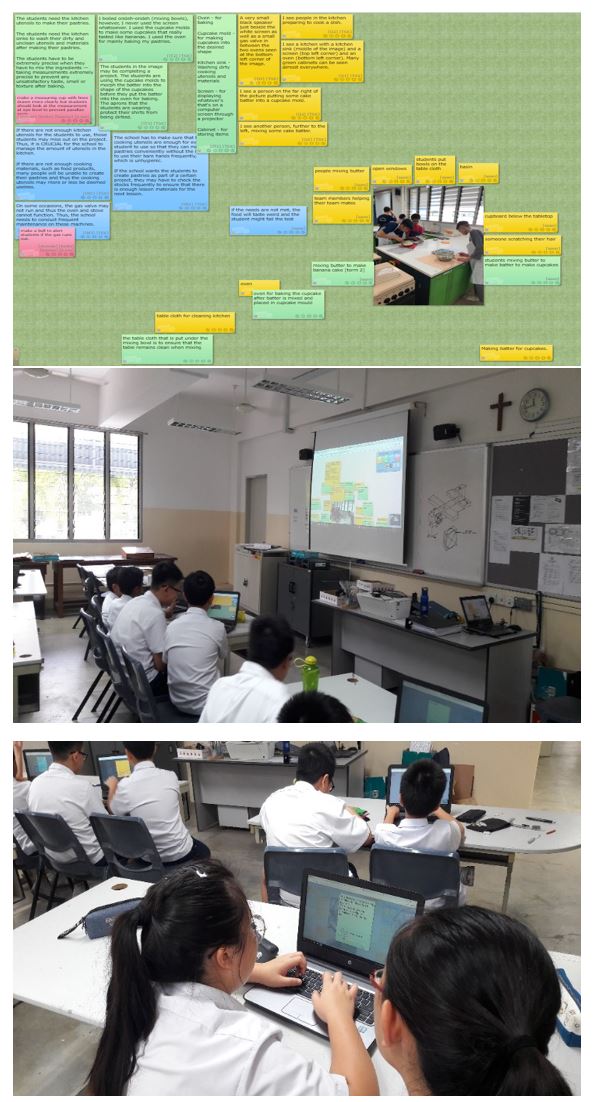 The students need the kitchen
utensils to make their pastries.
The students need the kitchen
sinks to wash their dirty and
unclean utensils and materials
after making their pastries.
The students have to be
extremely precise when they
have to mix the ingredients —
taking measurements extremely
precise to prevent any
unsatisfactory taste, smell or
texture after baking.
make a measuring cup with lines
If there are not enough kitchen
utensils for the students to use, those
students may miss out on the project.
Thus, it is CRUCIAL for the school to
manage the amount of utensils in the
kitchen.
If there are not enough cooking
materials, such as food products,
many people will be unable to create
their pastries and thus the cooking
utensils may more or less be deemed
useless.
On some occasions, the gas valve may
not run and thus the oven and stove
cannot function. Thus, the school
needs to conduct frequent
maintenance on these machines.
make a bell to alert
students if the gas runs
out.
I boiled ondeh-ondeh (mixing bowls),
however, I never used the screen
whatsoever. I used the cupcake molds
to make some cupcakes that really
tasted like bananas. I used the oven
for mainly baking my pastries.
The students in the image
may be completing a
project. The students are
using the cupcake molds to
morph the batter into the
shape of the cupcakes
before they put the batter
into the oven for baking.
The aprons that the
students are wearing
protect their shirts from
being dirtied.
The school has to make sure that
cooking utensils are enough for
student to use so that they can
pastries conveniently without the
to use their bare hands frequently,
which is unhygienic.
If the school wants the students to
create pastries as part of a certain
project, they may have to check the
stocks frequently to ensure that there
is enough lesson materials for the
next lesson.
Oven - for
baking
Cupcake mold -
for making
cupcakes into the
desired
shape
Kitchen sink -
Washing dirty
cooking
utensils and
materials
Screen - for
displaying
whatever's
that's on a
computer
screen through a
projector
Cabinet - for
storing items
A very small
black speaker
just beside the
white screen as
well as a small
gas valve in
between the
two ovens seen
at the bottom
left corner of
the image.
I see people in the kitchen
preparing to cook a dish.
I see a kitchen with a kitchen
sink (middle of the image) and a
screen (top left corner) and an
oven (bottom left corner). Many
green cabinets can be seen
almost everywhere.
I see a person on the far right of
the picture putting some cake
batter into a cupcake mold.
I see another person, further to the
left, mixing some cake batter.
if the needs are not met, the
food will taste weird and the
texture might feel the best
people mixing butter
open windows
students put
bowls on the
table cloth
basin
team members helping
their team mates
cupboard below the tabletop
someone scratching their hair
students mixing butter to
make batter to make cupcakes
mixing butter to make
banana cake [term 2]
oven
oven for baking the cupcake
after batter is mixed and
placed in cupcake mould
table cloth for cleaning kitchen
the table cloth that is put under the
mixing bowl is to ensure that the
table remains clean when mixing
Making batter for cupcakes.